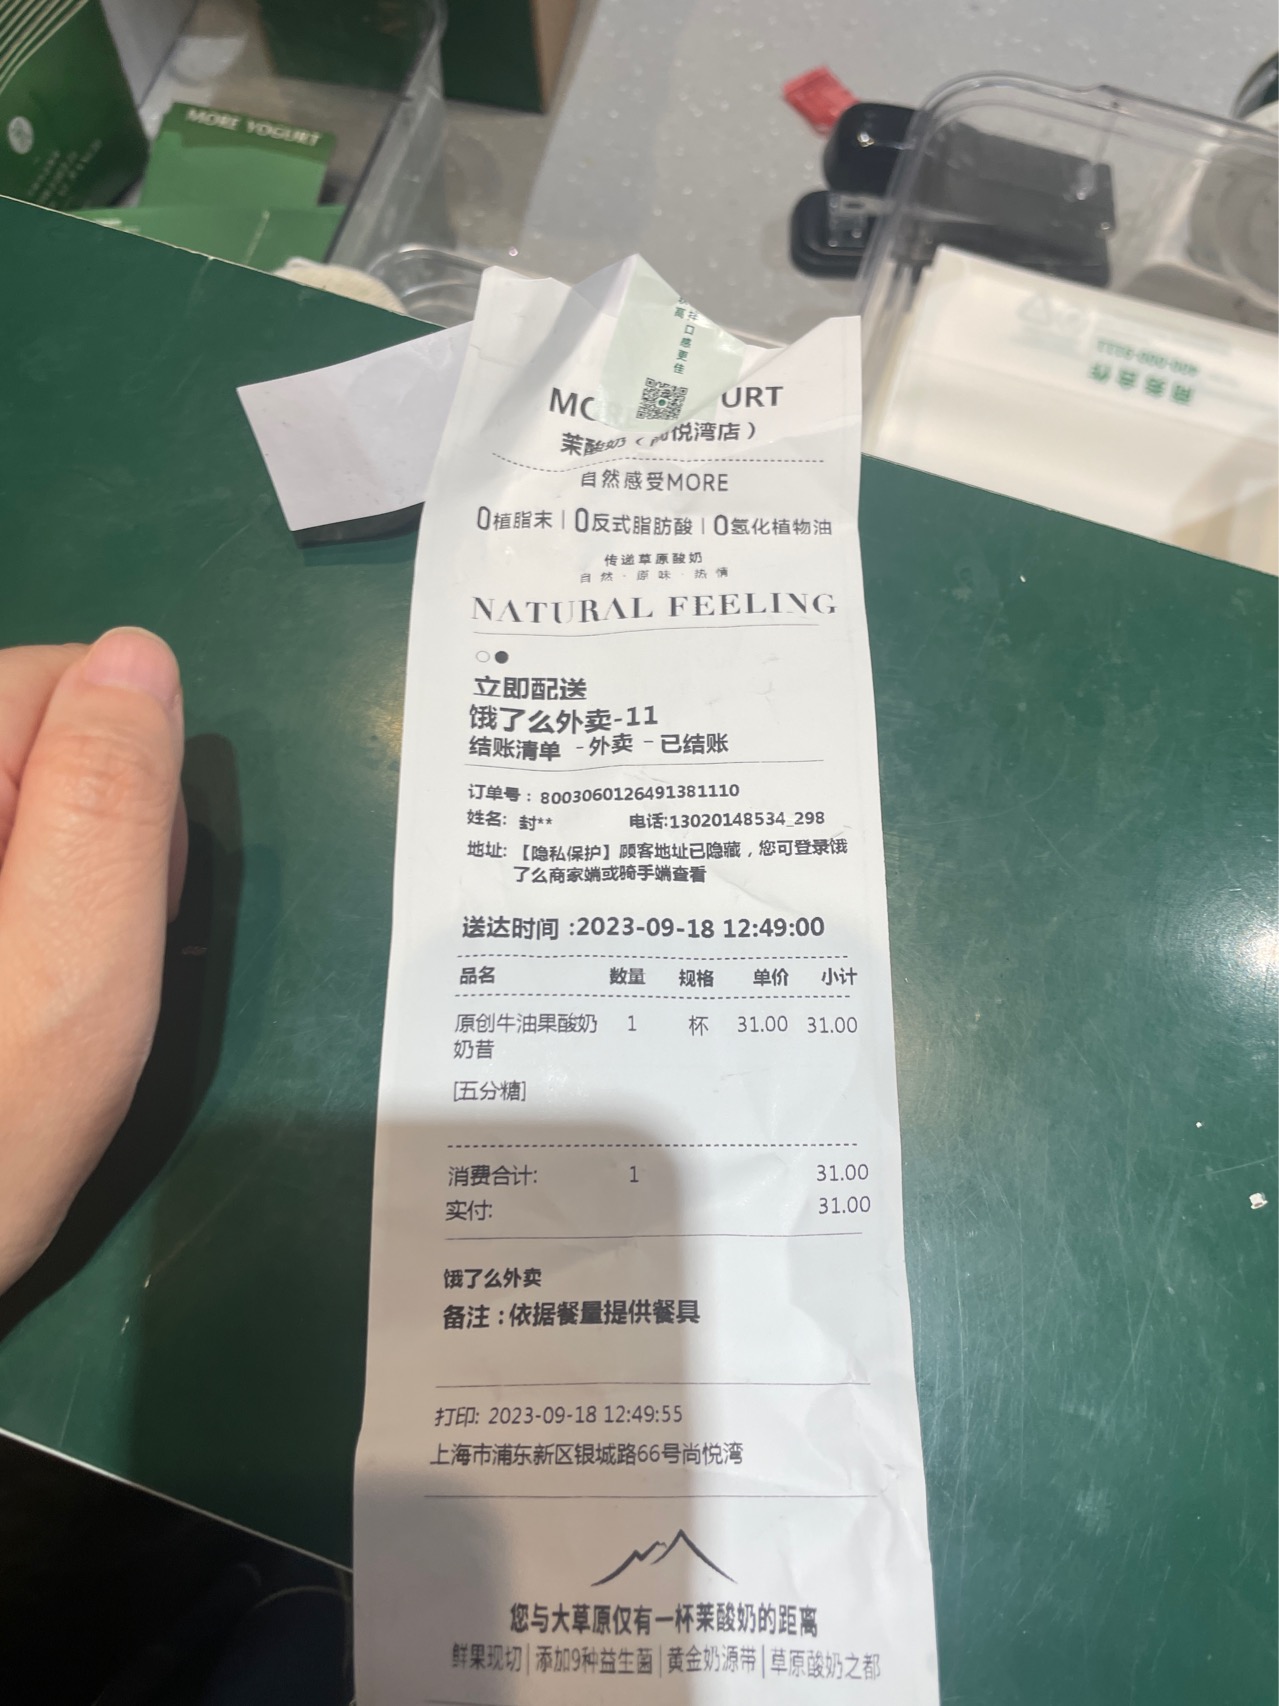 MORE YOGURT
商务合作
高
拌
口
感
更
佳
URT
茉酸奶（尚悦湾店）
自然感受MORE
0植脂末｜0反式脂肪酸｜0氢化植物油
传递草原酸奶
自然·原味·热情
NATURAL FEELING
立即配送
饿了么外卖-11
结账清单 -外卖 -已结账
订单号：8003060126491381110
姓名: 封** 电话:13020148534_298
地址:【隐私保护】顾客地址已隐藏，您可登录饿
了么商家端或骑手端查看
送达时间 :2023-09-18 12:49:00
品名 数量 规格 单价 小计
原创牛油果酸奶 1 杯 31.00 31.00
奶昔
[五分糖]
消费合计: 1 31.00
实付: 31.00
饿了么外卖
备注 : 依据餐量提供餐具
打印: 2023-09-18 12:49:55
上海市浦东新区银城路66号尚悦湾
您与大草原仅有一杯茉酸奶的距离
鲜果现切｜添加9种益生菌｜黄金奶源带｜草原酸奶之都